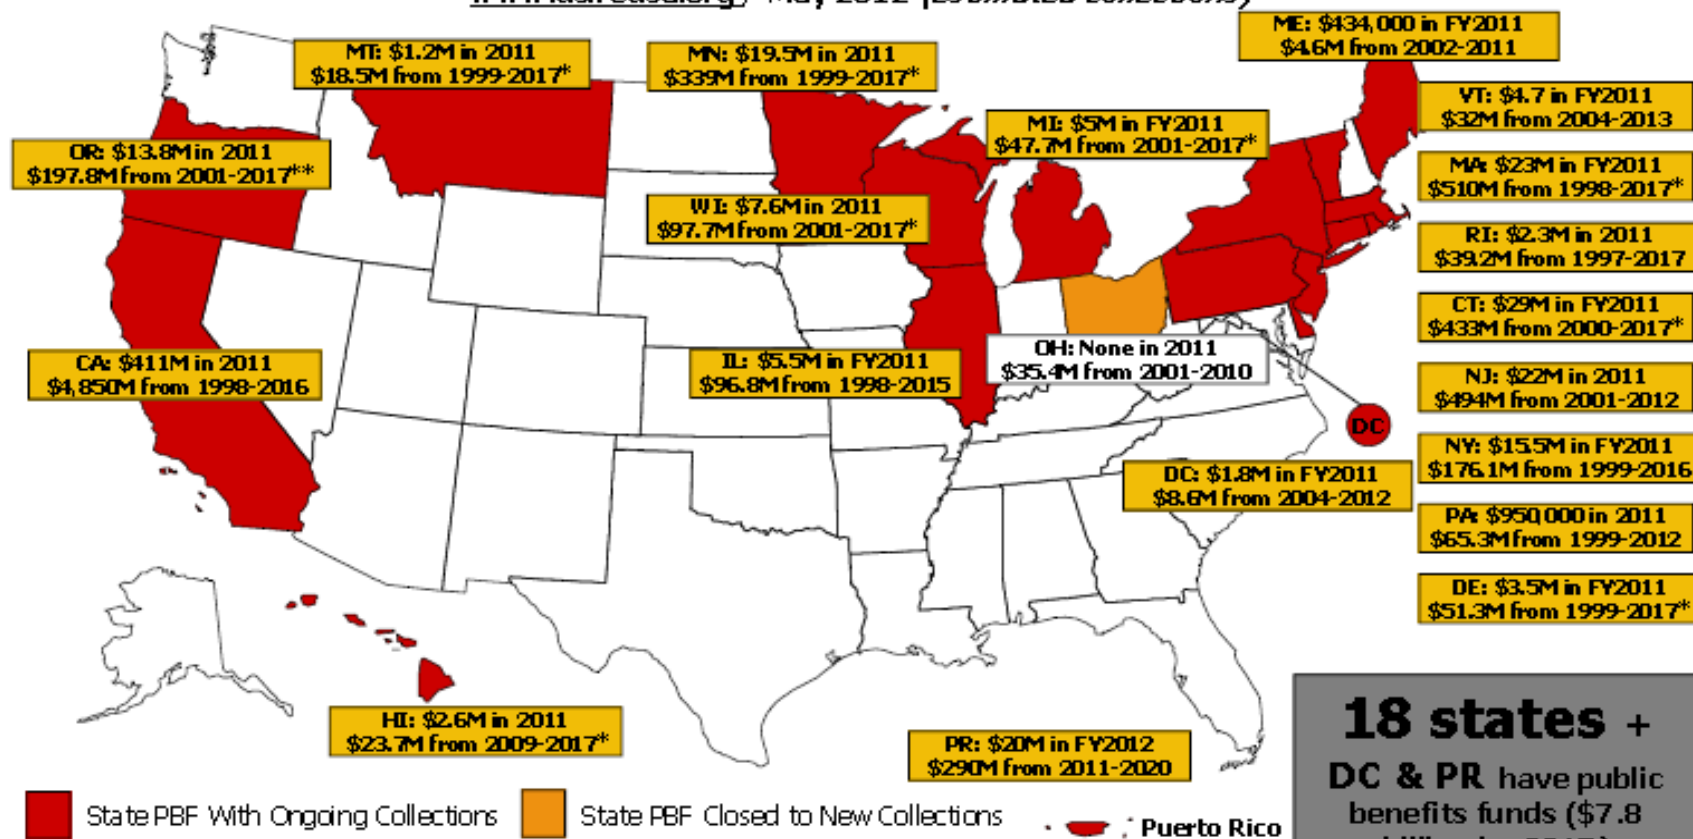 www.dsireusa.org / May 2012 (estimated collections)
ME: $434,000 in FY2011
$4.6M from 2002-2011
MT: $1.2M in 2011
$18.5M from 1999-2017*
MN: $19.5M in 2011
$339M from 1999-2017*
VT: $4.7 in FY2011
$32M from 2004-2013
MI: $5M in FY2011
$47.7M from 2001-2017*
OR: $13.8M in 2011
$197.8M from 2001-2017**
MA: $23M in FY2011
$510M from 1998-2017*
WI: $7.6M in 2011
$97.7M from 2001-2017*
RI: $2.3M in 2011
$39.2M from 1997-2017
CT: $29M in FY2011
$433M from 2000-2017*
CA: $411M in 2011
$4,850M from 1998-2016
IL: $5.5M in FY2011
$96.8M from 1998-2015
OH: None in 2011
$35.4M from 2001-2010
NJ: $22M in 2011
$494M from 2001-2012
DC
NY: $15.5M in FY2011
$176.1M from 1999-2016
DC: $1.8M in FY2011
$8.6M from 2004-2012
PA: $950,000 in 2011
$65.3M from 1999-2012
DE: $3.5M in FY2011
$51.3M from 1999-2017*
HI: $2.6M in 2011
$23.7M from 2009-2017*
PR: $20M in FY2012
$290M from 2011-2020
18 states +
DC & PR have public
benefits funds ($7.8
State PBF With Ongoing Collections
State PBF Closed to New Collections
Puerto Rico